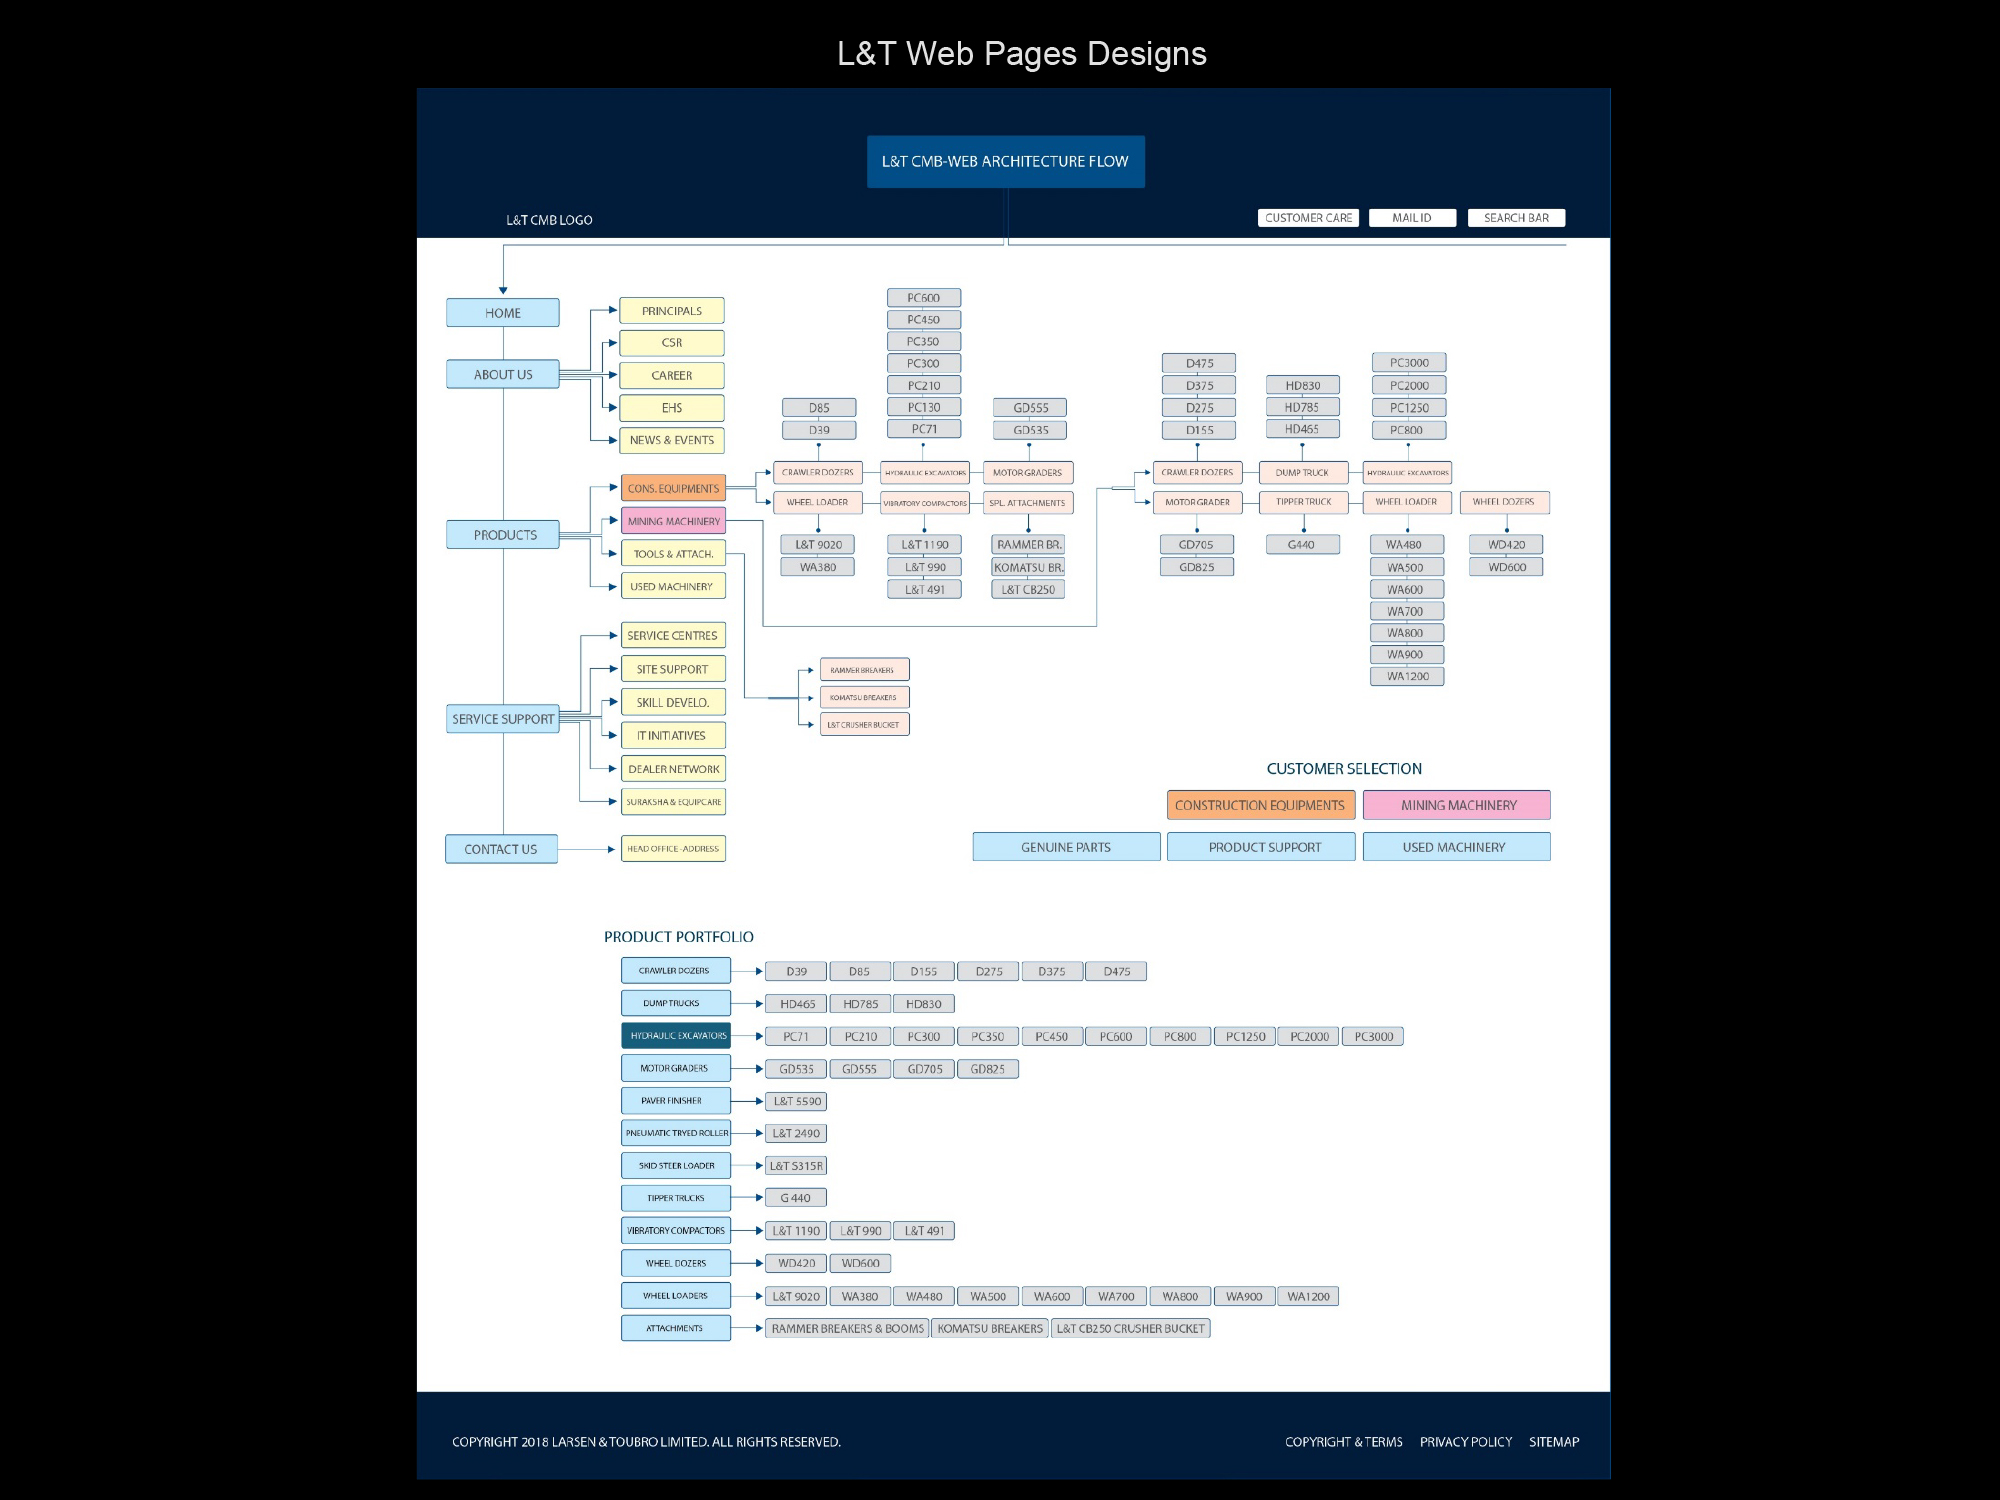 L&T Web Pages Designs
L&T CMB-WEB ARCHITECTURE FLOW
L&T CMB LOGO
CUSTOMER CARE
MAIL ID
SEARCH BAR
HOME
ABOUT US
PRODUCTS
SERVICE SUPPORT
CONTACT US
PRINCIPALS
CSR
CAREER
EHS
NEWS & EVENTS
CONS. EQUIPMENTS
MINING MACHINERY
TOOLS & ATTACH.
USED MACHINERY
SERVICE CENTRES
SITE SUPPORT
SKILL DEVELO.
IT INITIATIVES
DEALER NETWORK
SURAKSHA & EQUIPCARE
HEAD OFFICE -ADDRESS
D85
D39
PC600
PC450
PC350
PC300
PC210
PC130
PC71
GD555
GD535
CRAWLER DOZERS
HYDRAULIC EXCAVATORS
MOTOR GRADERS
WHEEL LOADER
VIBRATORY COMPACTORS
SPL. ATTACHMENTS
L&T 9020
WA380
L&T 1190
L&T 990
L&T 491
RAMMER BR.
KOMATSU BR.
L&T CB250
D475
D375
D275
D155
HD830
HD785
HD465
PC3000
PC2000
PC1250
PC800
CRAWLER DOZERS
DUMP TRUCK
HYDRAULIC EXCAVATORS
MOTOR GRADER
TIPPER TRUCK
WHEEL LOADER
WHEEL DOZERS
GD705
GD825
G440
WA480
WA500
WA600
WA700
WA800
WA900
WA1200
WD420
WD600
RAMMER BREAKERS
KOMATSU BREAKERS
L&T CRUSHER BUCKET
CUSTOMER SELECTION
CONSTRUCTION EQUIPMENTS
MINING MACHINERY
GENUINE PARTS
PRODUCT SUPPORT
USED MACHINERY
PRODUCT PORTFOLIO
CRAWLER DOZERS D39 D85 D155 D275 D375 D475
DUMP TRUCKS HD465 HD785 HD830
HYDRAULIC EXCAVATORS PC71 PC210 PC300 PC350 PC450 PC600 PC800 PC1250 PC2000 PC3000
MOTOR GRADERS GD535 GD555 GD705 GD825
PAVER FINISHER L&T 5590
PNEUMATIC TRYED ROLLER L&T 2490
SKID STEER LOADER L&T S315R
TIPPER TRUCKS G 440
VIBRATORY COMPACTORS L&T 1190 L&T 990 L&T 491
WHEEL DOZERS WD420 WD600
WHEEL LOADERS L&T 9020 WA380 WA480 WA500 WA600 WA700 WA800 WA900 WA1200
ATTACHMENTS RAMMER BREAKERS & BOOMS KOMATSU BREAKERS L&T CB250 CRUSHER BUCKET
COPYRIGHT 2018 LARSEN & TOUBRO LIMITED. ALL RIGHTS RESERVED.
COPYRIGHT & TERMS PRIVACY POLICY SITEMAP